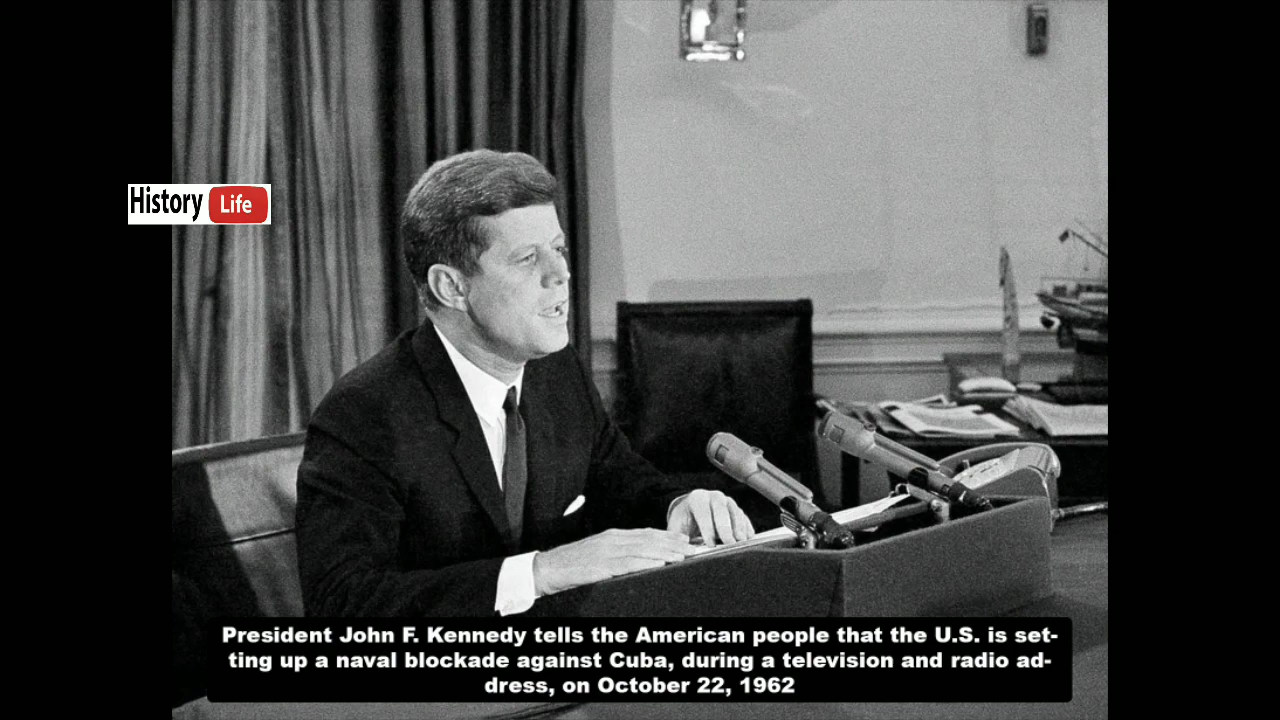 History Life
President John F. Kennedy tells the American people that the U.S. is set-
ting up a naval blockade against Cuba, during a television and radio ad-
dress, on October 22, 1962